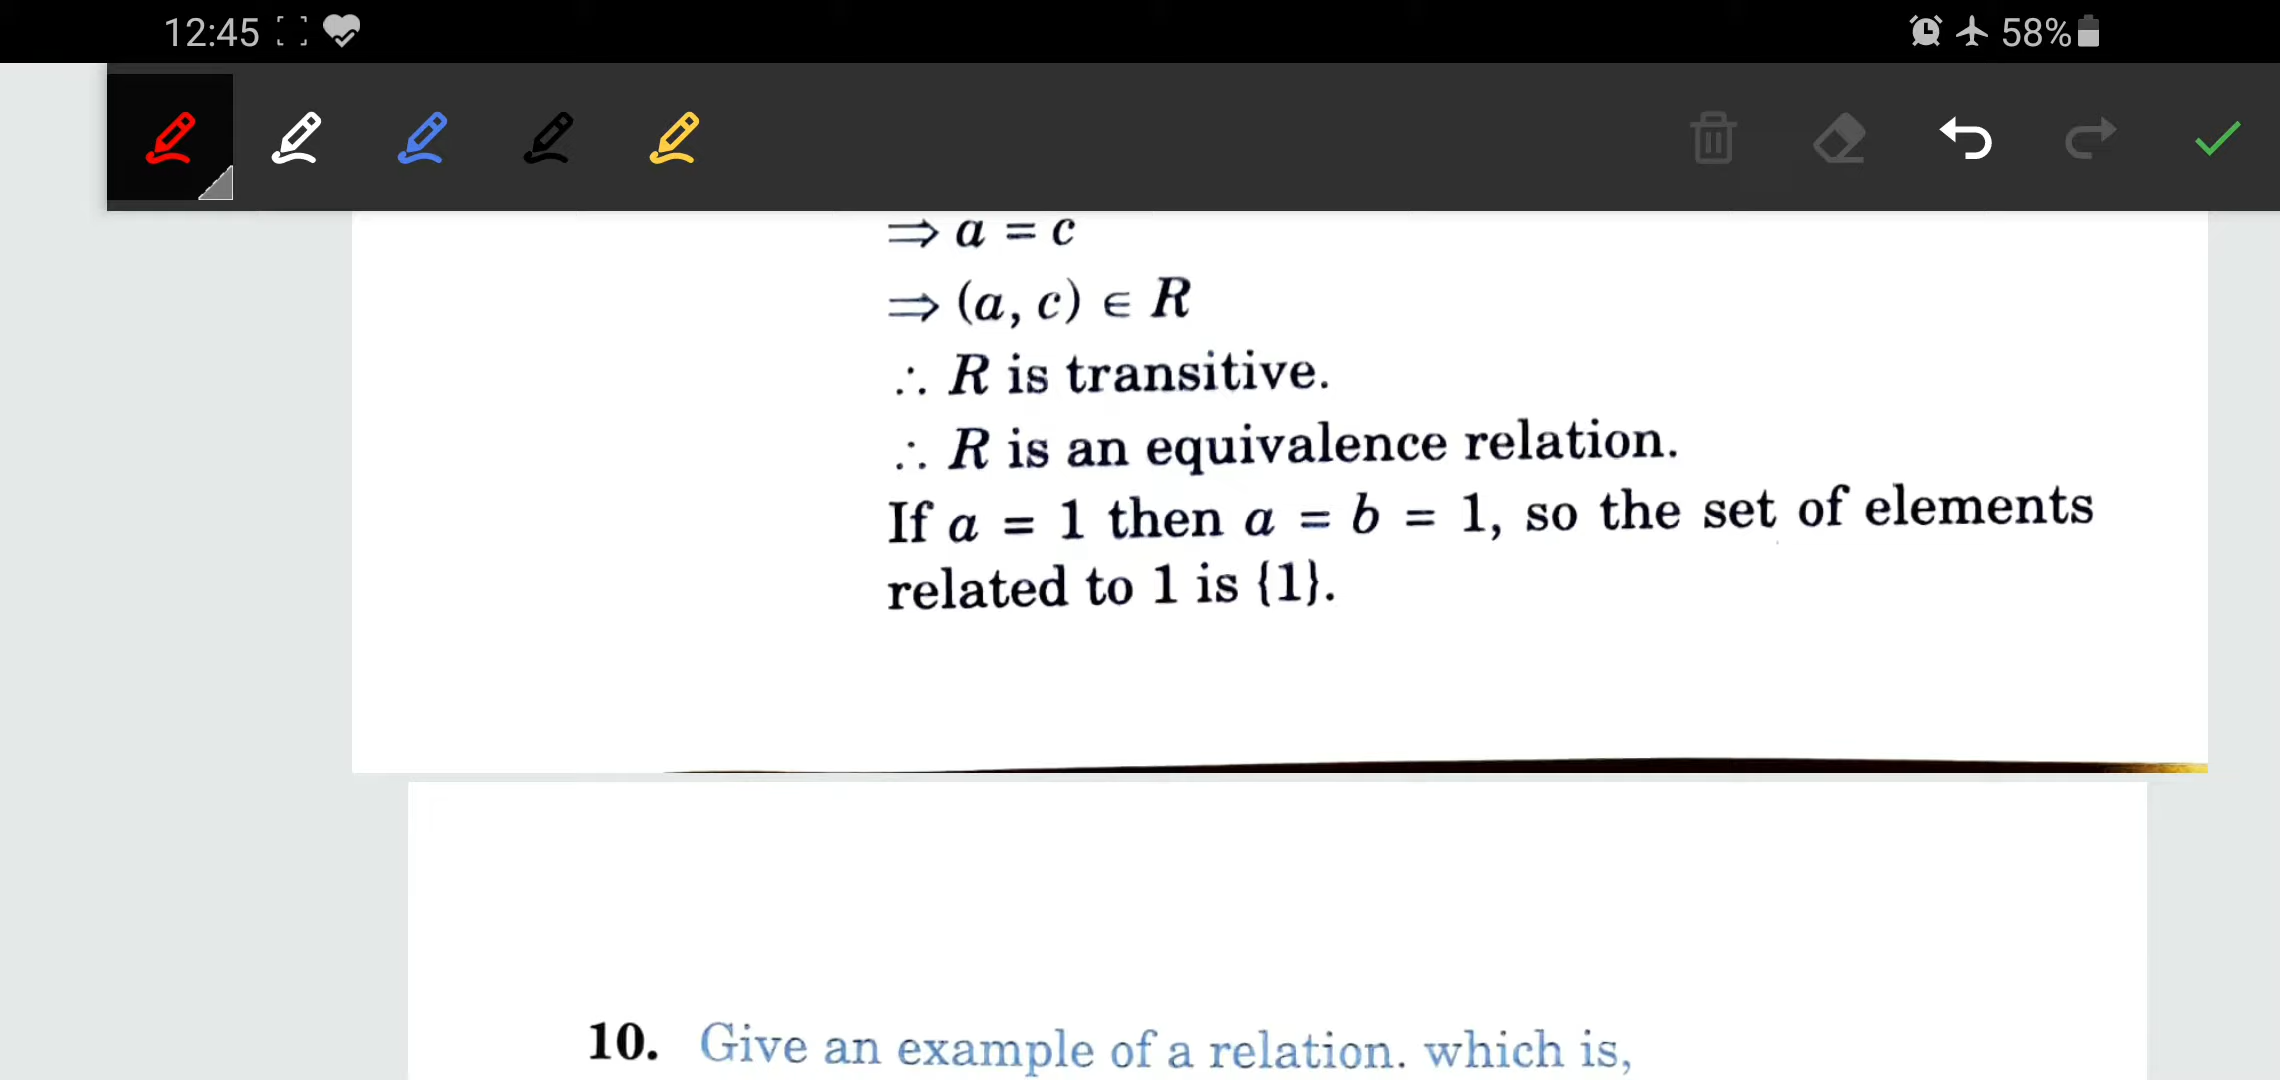 12:45 58%
⇒ a = c
⇒ (a, c) ∈ R
∴ R is transitive.
∴ R is an equivalence relation.
If a = 1 then a = b = 1, so the set of elements
related to 1 is {1}.
10. Give an example of a relation. which is,